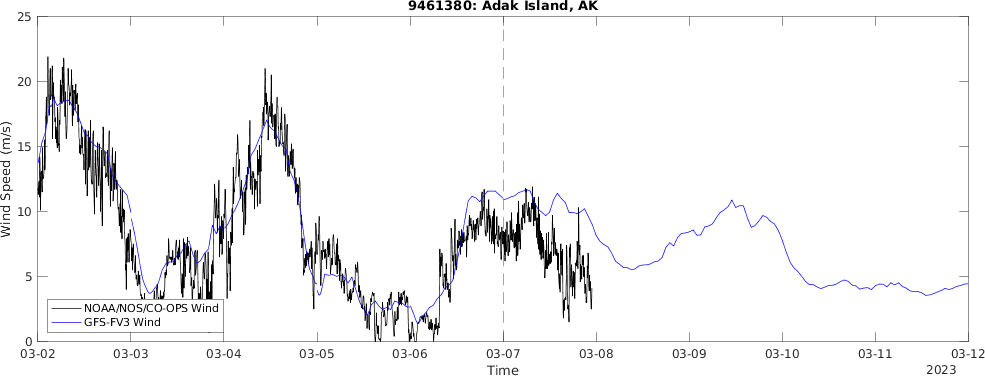 9461380: Adak Island, AK
25
20
15
10
5
0
Wind Speed (m/s)
NOAA/NOS/CO-OPS Wind
GFS-FV3 Wind
03-02 03-03 03-04 03-05 03-06 03-07 03-08 03-09 03-10 03-11 03-12
Time
2023